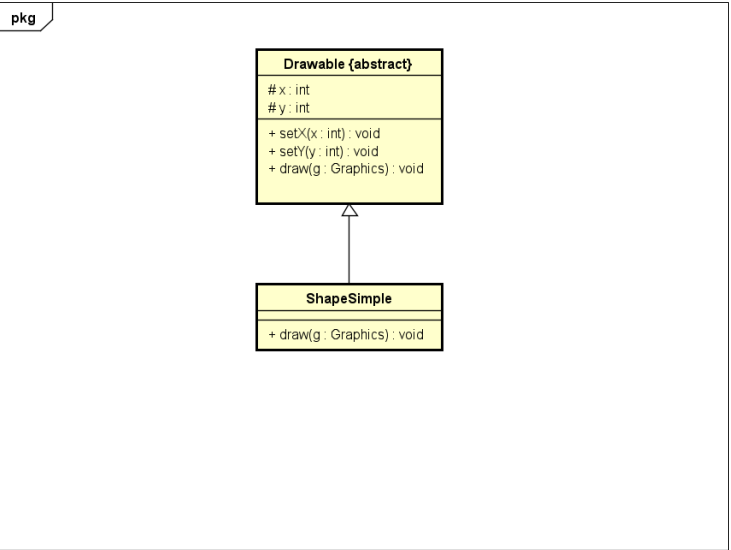 pkg
Drawable {abstract}
# x : int
# y : int
+ setX(x : int) : void
+ setY(y : int) : void
+ draw(g : Graphics) : void
ShapeSimple
+ draw(g : Graphics) : void